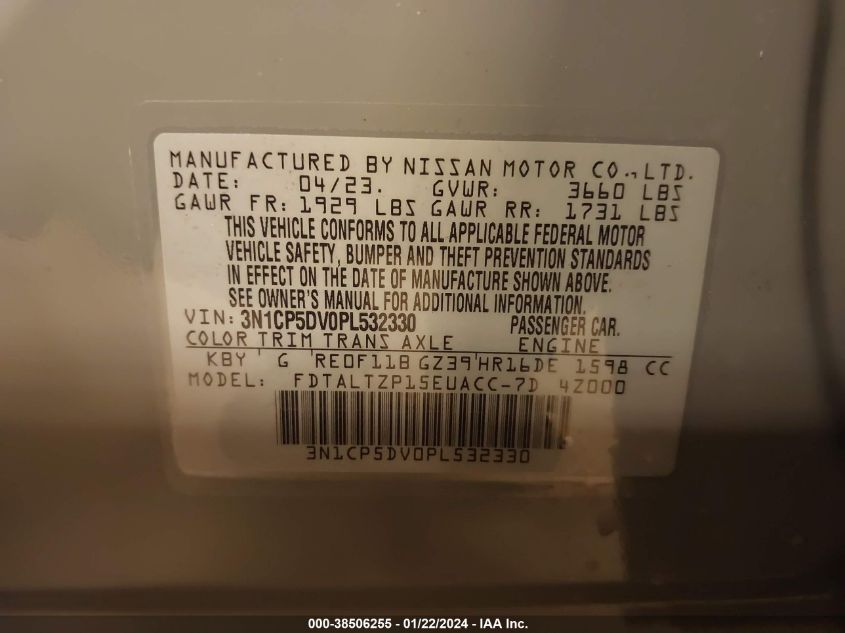 MANUFACTURED BY NISSAN MOTOR CO., LTD.
DATE: 04/23. GVWR: 3660 LBS
GAWR FR: 1929 LBS GAWR RR: 1731 LBS
THIS VEHICLE CONFORMS TO ALL APPLICABLE FEDERAL MOTOR
VEHICLE SAFETY, BUMPER AND THEFT PREVENTION STANDARDS
IN EFFECT ON THE DATE OF MANUFACTURE SHOWN ABOVE.
SEE OWNER'S MANUAL FOR ADDITIONAL INFORMATION.
VIN: 3N1CP5DV0PL532330 PASSENGER CAR.
COLOR TRIM TRANS AXLE ENGINE
KBY ' G 'RE0F11B GZ39'HR16DE 1598 CC
MODEL: FDTALTZP15EUACC-7D 4Z000
3N1CP5DV0PL532330
000-38506255 - 01/22/2024 - IAA Inc.